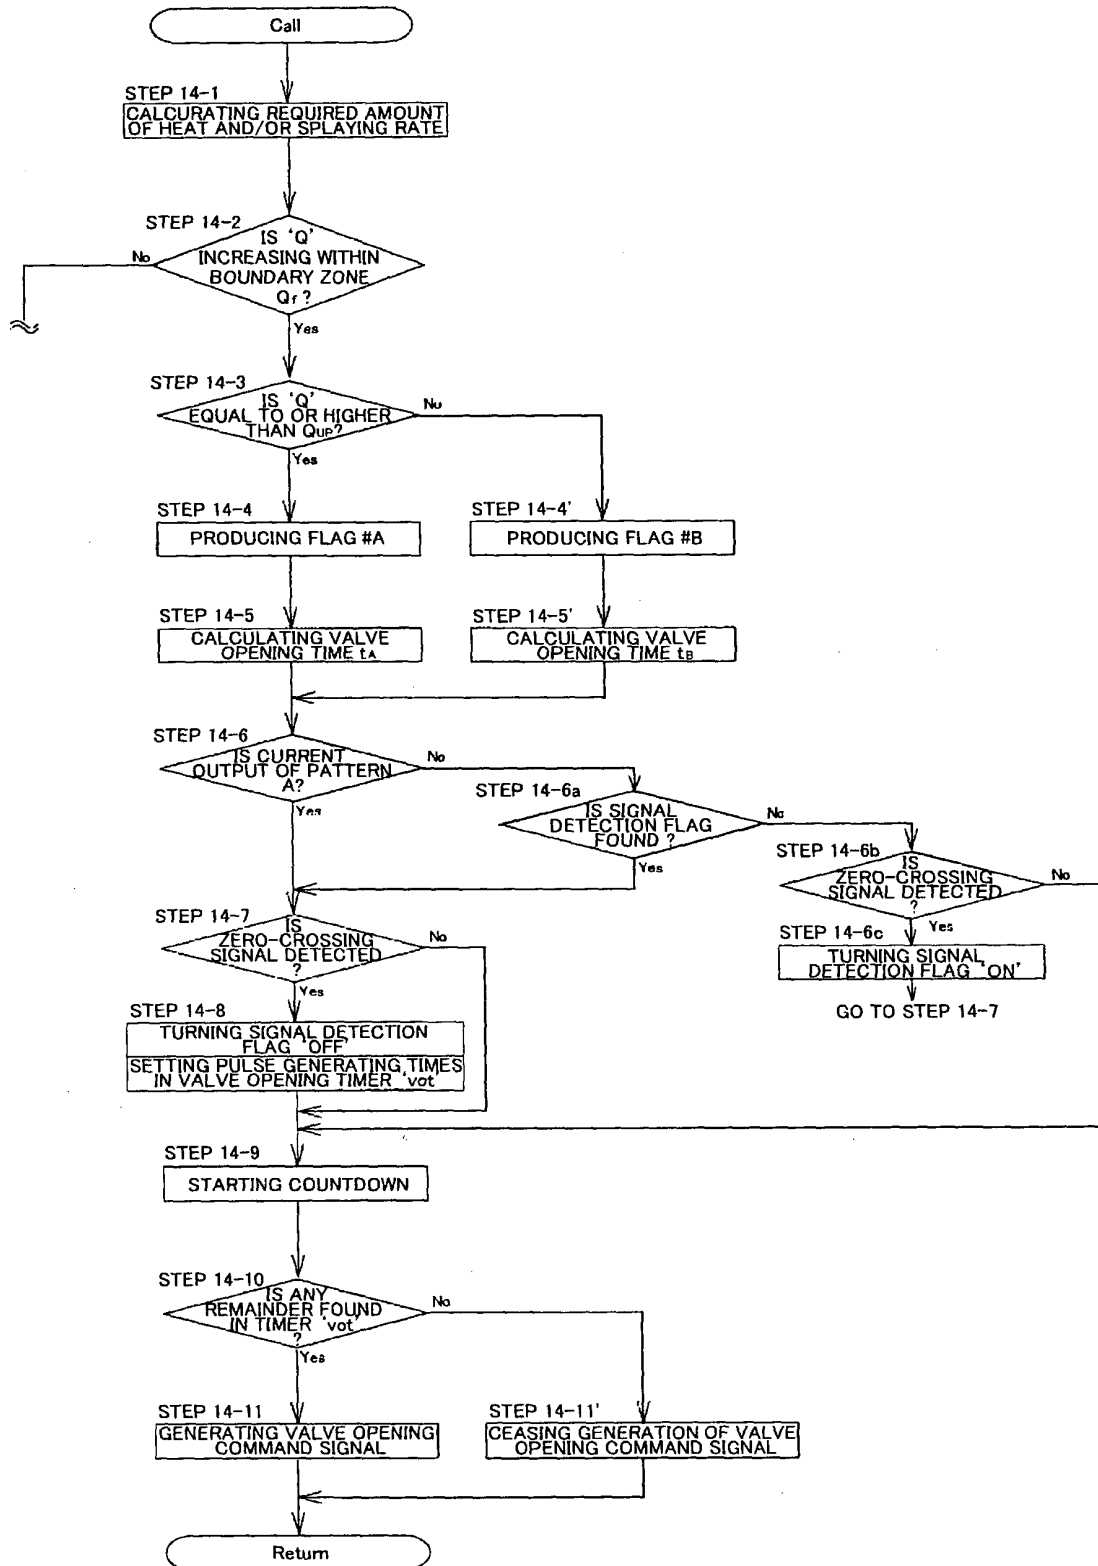 Call
STEP 14-1
CALCURATING REQUIRED AMOUNT
OF HEAT AND/OR SPLAYING RATE
STEP 14-2
IS 'Q'
INCREASING WITHIN
BOUNDARY ZONE
Qf ?
No
Yes
STEP 14-3
IS 'Q'
EQUAL TO OR HIGHER
THAN QUP?
No
Yes
STEP 14-4
PRODUCING FLAG #A
STEP 14-4'
PRODUCING FLAG #B
STEP 14-5
CALCULATING VALVE
OPENING TIME tA
STEP 14-5'
CALCULATING VALVE
OPENING TIME tB
STEP 14-6
IS CURRENT
OUTPUT OF PATTERN
A?
No
Yes
STEP 14-6a
IS SIGNAL
DETECTION FLAG
FOUND ?
No
Yes
STEP 14-6b
IS
ZERO-CROSSING
SIGNAL DETECTED
?
No
Yes
STEP 14-6c
TURNING SIGNAL
DETECTION FLAG 'ON'
GO TO STEP 14-7
STEP 14-7
IS
ZERO-CROSSING
SIGNAL DETECTED
?
No
Yes
STEP 14-8
TURNING SIGNAL DETECTION
FLAG 'OFF'
SETTING PULSE GENERATING TIMES
IN VALVE OPENING TIMER 'vot'
STEP 14-9
STARTING COUNTDOWN
STEP 14-10
IS ANY
REMAINDER FOUND
IN TIMER 'vot'
?
No
Yes
STEP 14-11
GENERATING VALVE OPENING
COMMAND SIGNAL
STEP 14-11'
CEASING GENERATION OF VALVE
OPENING COMMAND SIGNAL
Return